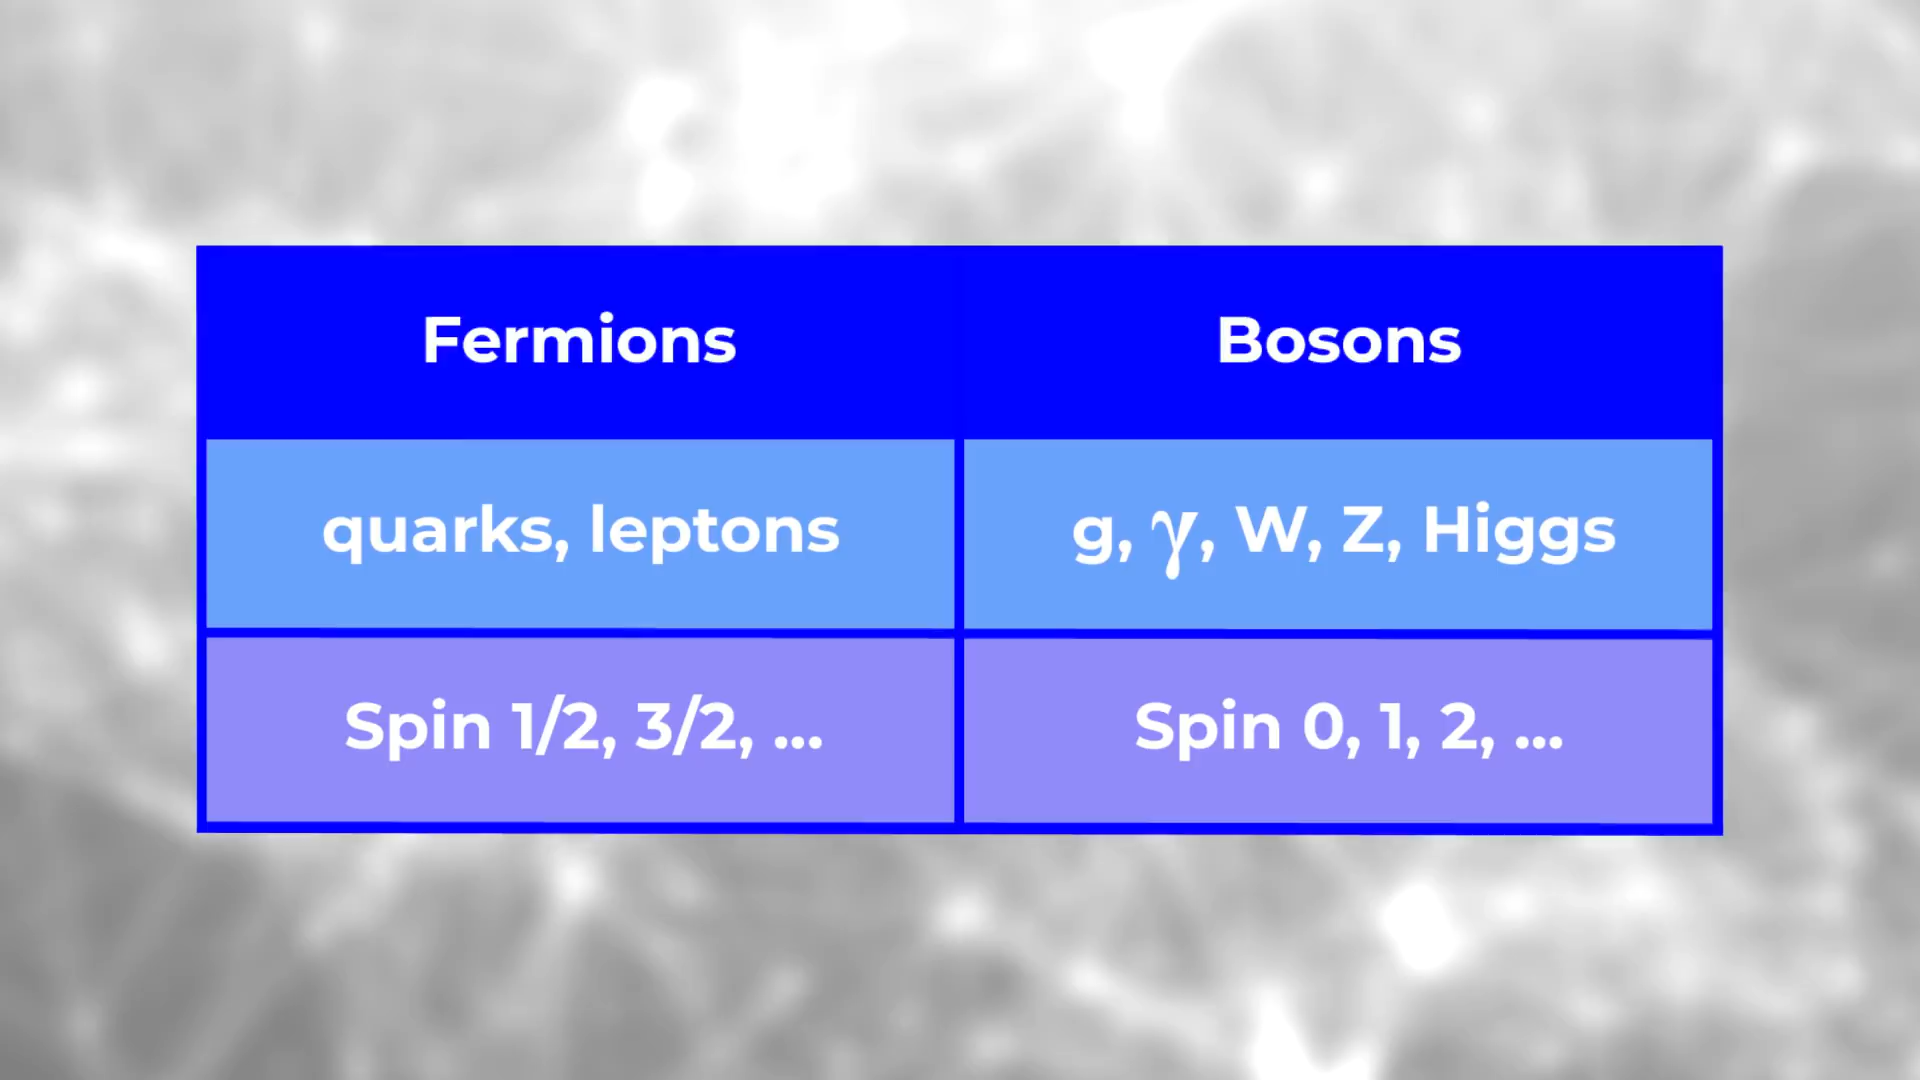 Fermions
Bosons
quarks, leptons
g, γ, W, Z, Higgs
Spin 1/2, 3/2, ...
Spin 0, 1, 2, ...